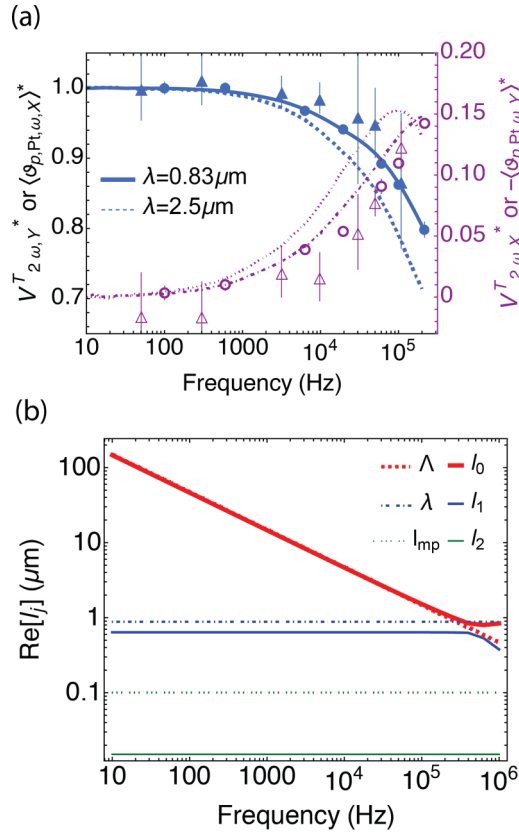 (a)
V^T_{2ω,Y}^* or ⟨ϑ_{p,Pt,ω,X}⟩^*
1.0
0.9
0.8
0.7
λ=0.83μm
λ=2.5μm
0.20
0.15
0.10
0.05
0
V^T_{2ω,X}^* or -⟨ϑ_{p,Pt,ω,Y}⟩^*
10 100 1000 10^4 10^5
Frequency (Hz)
(b)
Re[l_j] (μm)
100
10
1
0.1
Λ l_0
λ l_1
l_mp l_2
10 100 1000 10^4 10^5 10^6
Frequency (Hz)